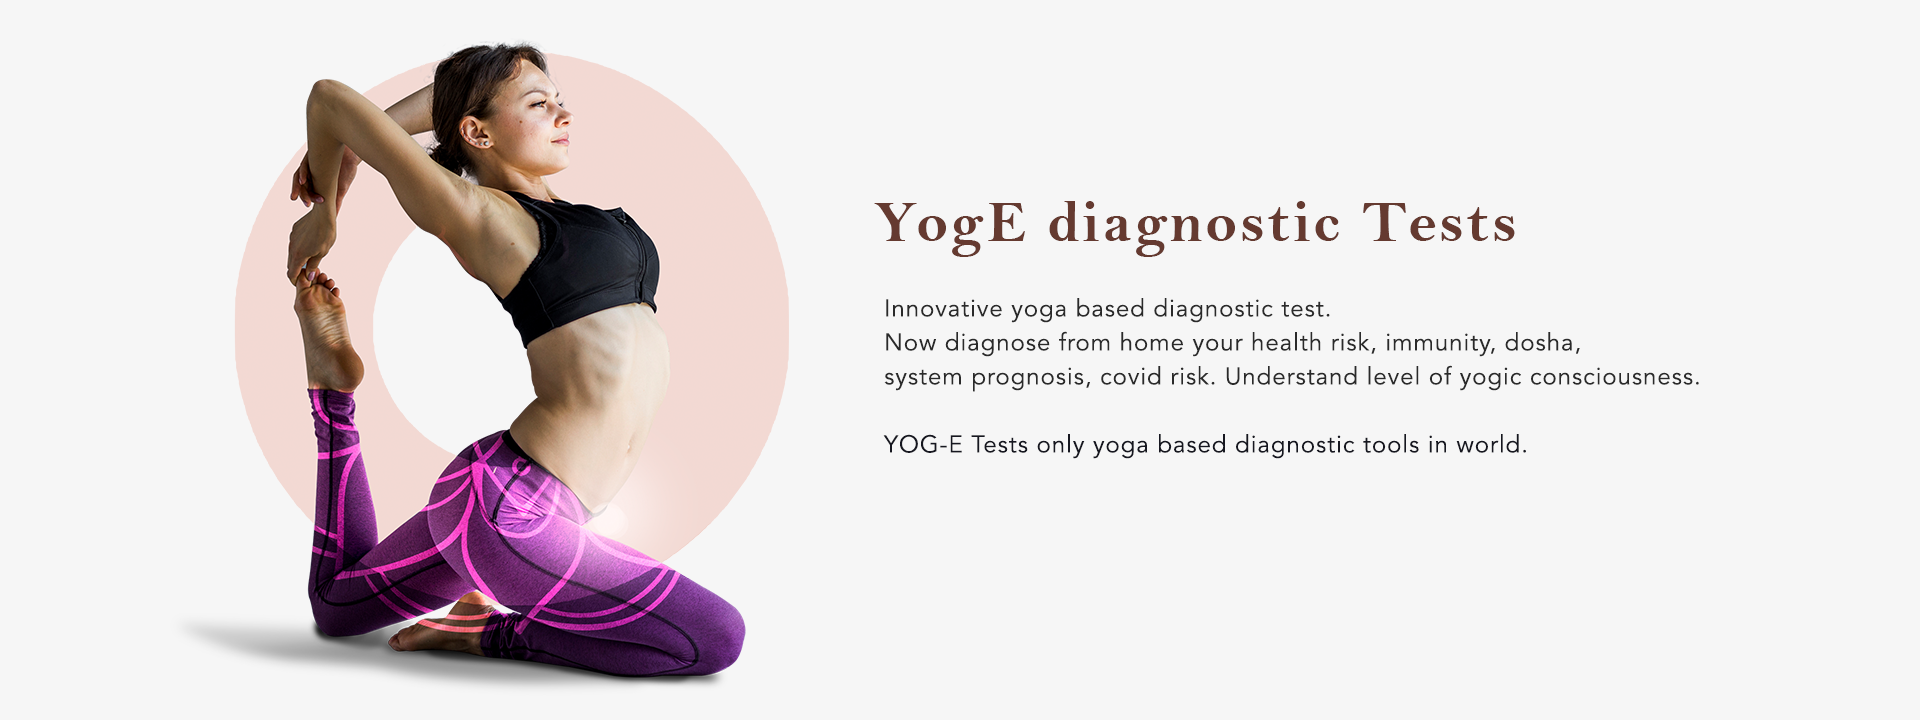 YogE diagnostic Tests
Innovative yoga based diagnostic test.
Now diagnose from home your health risk, immunity, dosha,
system prognosis, covid risk. Understand level of yogic consciousness.
YOG-E Tests only yoga based diagnostic tools in world.